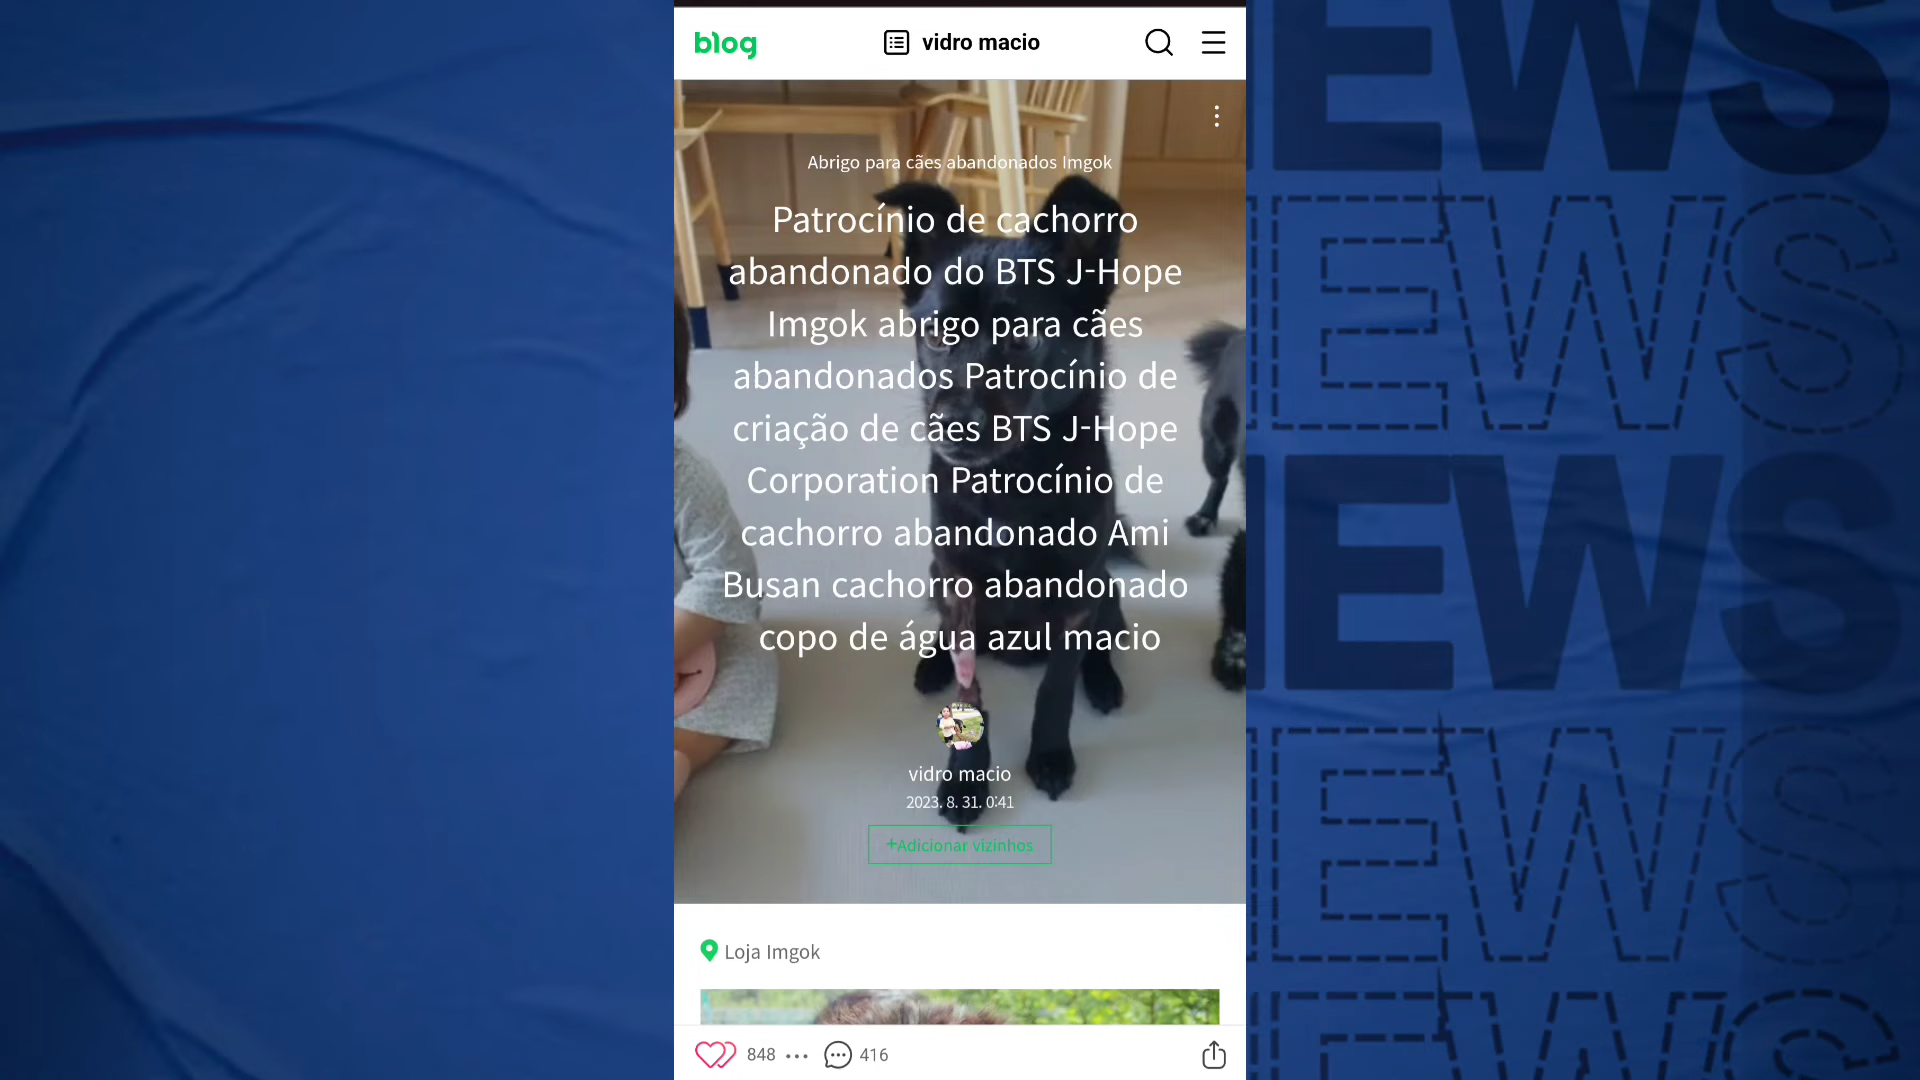 blog
vidro macio
Abrigo para cães abandonados Imgok
Patrocínio de cachorro
abandonado do BTS J-Hope
Imgok abrigo para cães
abandonados Patrocínio de
criação de cães BTS J-Hope
Corporation Patrocínio de
cachorro abandonado Ami
Busan cachorro abandonado
copo de água azul macio
vidro macio
2023. 8. 31. 0:41
+Adicionar vizinhos
Loja Imgok
848 ••• 416
NEWS
NEWS
NEWS
NEWS
NEWS